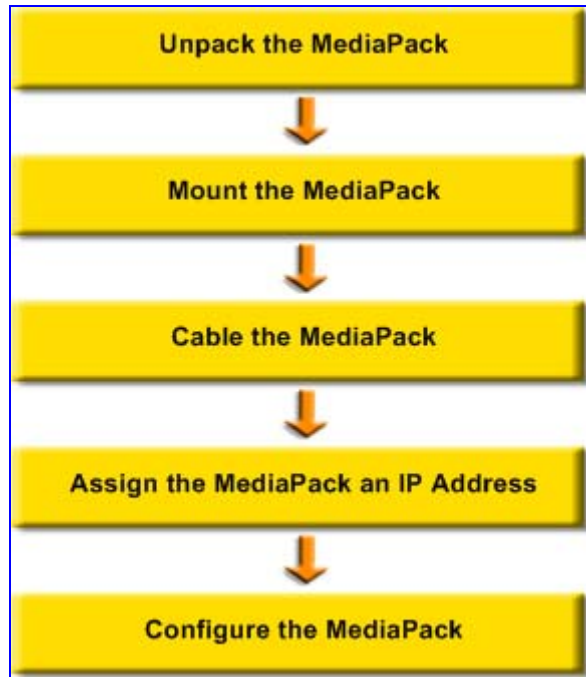 Unpack the MediaPack
Mount the MediaPack
Cable the MediaPack
Assign the MediaPack an IP Address
Configure the MediaPack